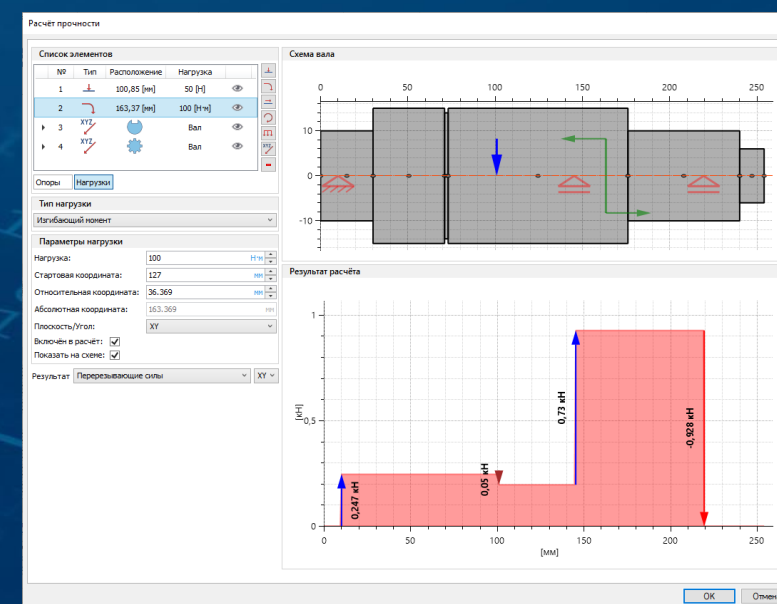 Расчёт прочности
Список элементов
№ Тип Расположение Нагрузка
1 100,85 [мм] 50 [Н]
2 163,37 [мм] 100 [Н·м]
3 XYZ Вал
4 XYZ Вал
XYZ
Опоры Нагрузки
Тип нагрузки
Изгибающий момент
Параметры нагрузки
Нагрузка: 100 Н·м
Стартовая координата: 127 мм
Относительная координата: 36.369 мм
Абсолютная координата: 163.369 мм
Плоскость/Угол: XY
Включён в расчёт:
Показать на схеме:
Результат Перерезывающие силы XY
Схема вала
0 50 100 150 200 250
10
0
-10
Результат расчёта
1
0,5
0
[кН]
0,247 кН
0,05 кН
0,73 кН
-0,928 кН
0 50 100 150 200 250
[мм]
OK Отмен